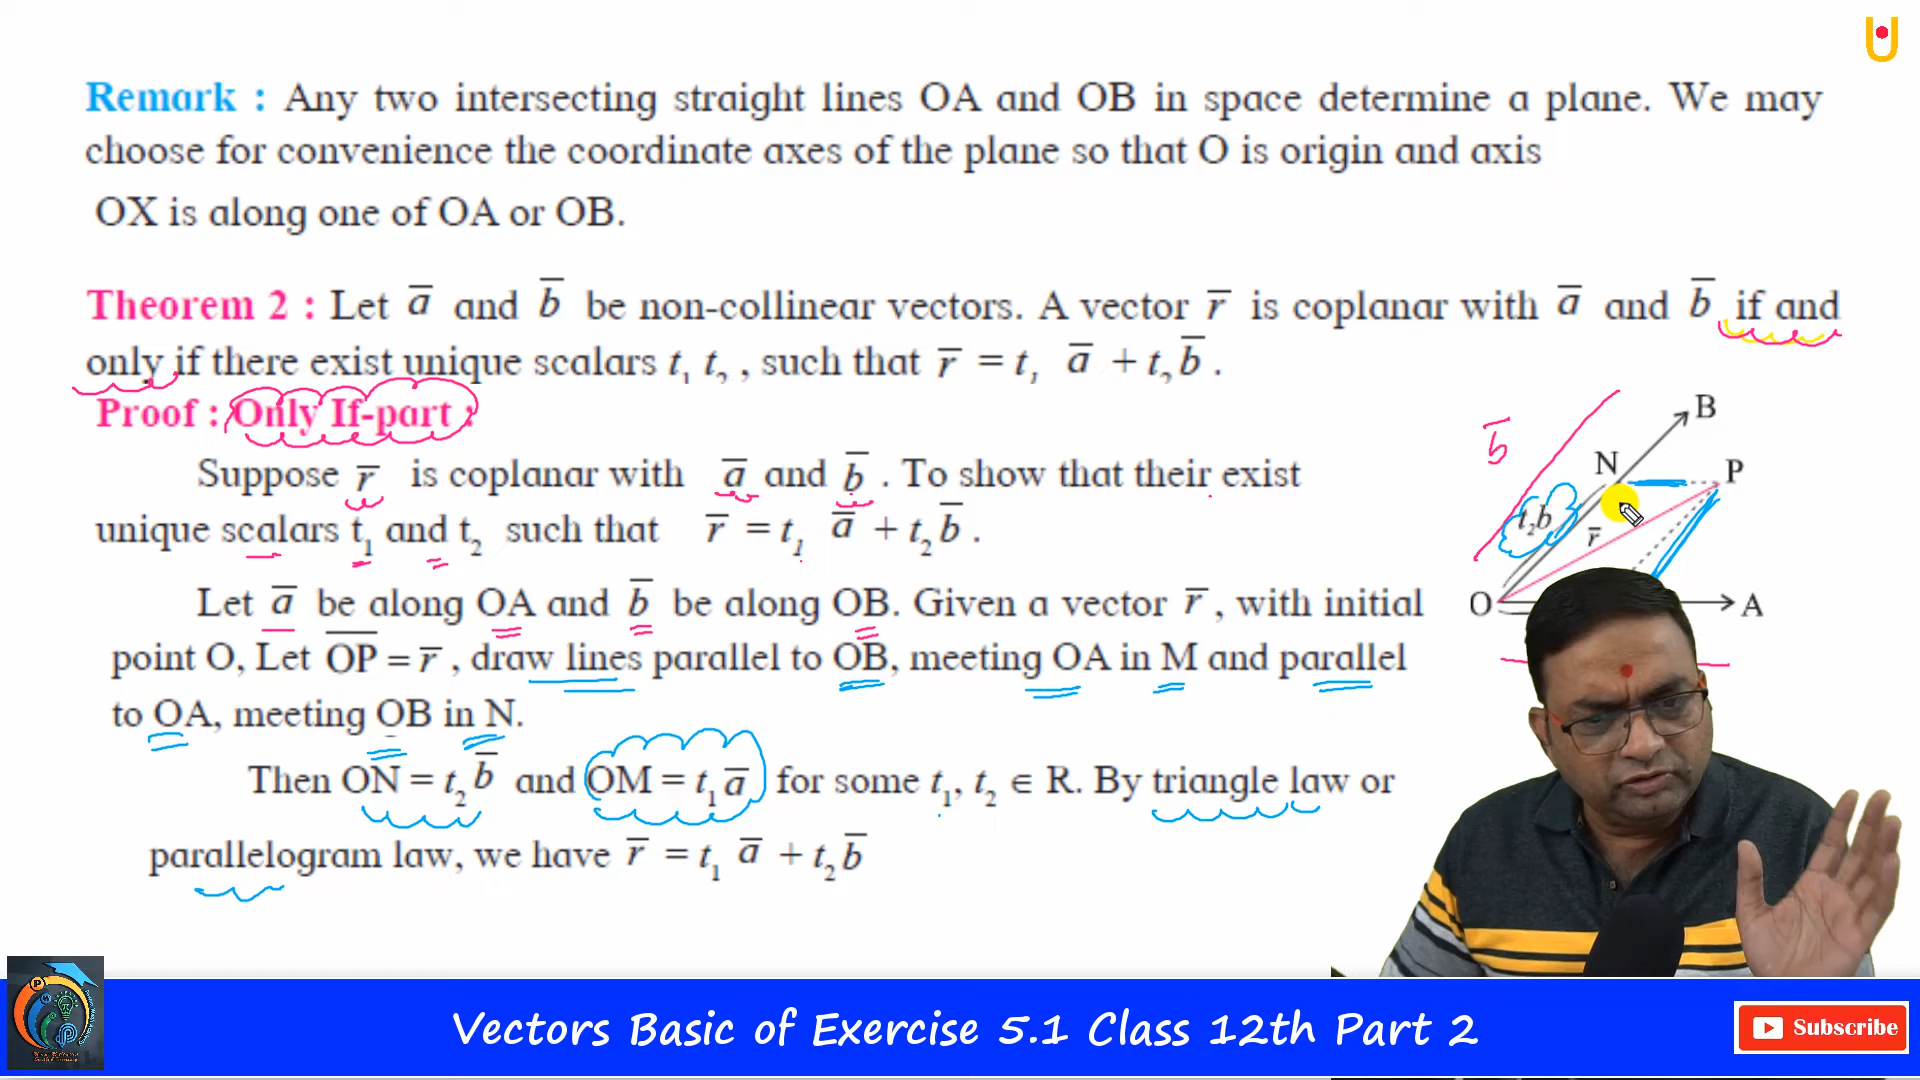 Remark : Any two intersecting straight lines OA and OB in space determine a plane. We may
choose for convenience the coordinate axes of the plane so that O is origin and axis
OX is along one of OA or OB.
Theorem 2 : Let a̅ and b̅ be non-collinear vectors. A vector r̅ is coplanar with a̅ and b̅ if and
only if there exist unique scalars t₁ t₂ , such that r̅ = t₁ a̅ + t₂ b̅ .
Proof : Only If-part :
Suppose r̅ is coplanar with a̅ and b̅ . To show that their exist
unique scalars t₁ and t₂ such that r̅ = t₁ a̅ + t₂ b̅ .
Let a̅ be along OA and b̅ be along OB. Given a vector r̅ , with initial
point O, Let O̅P̅ = r̅ , draw lines parallel to OB, meeting OA in M and parallel
to OA, meeting OB in N.
Then ON = t₂ b̅ and OM = t₁ a̅ for some t₁, t₂ ∈ R. By triangle law or
parallelogram law, we have r̅ = t₁ a̅ + t₂ b̅
b̅
B
N
P
t₂b
r̅
O
A
Vectors Basic of Exercise 5.1 Class 12th Part 2
Subscribe